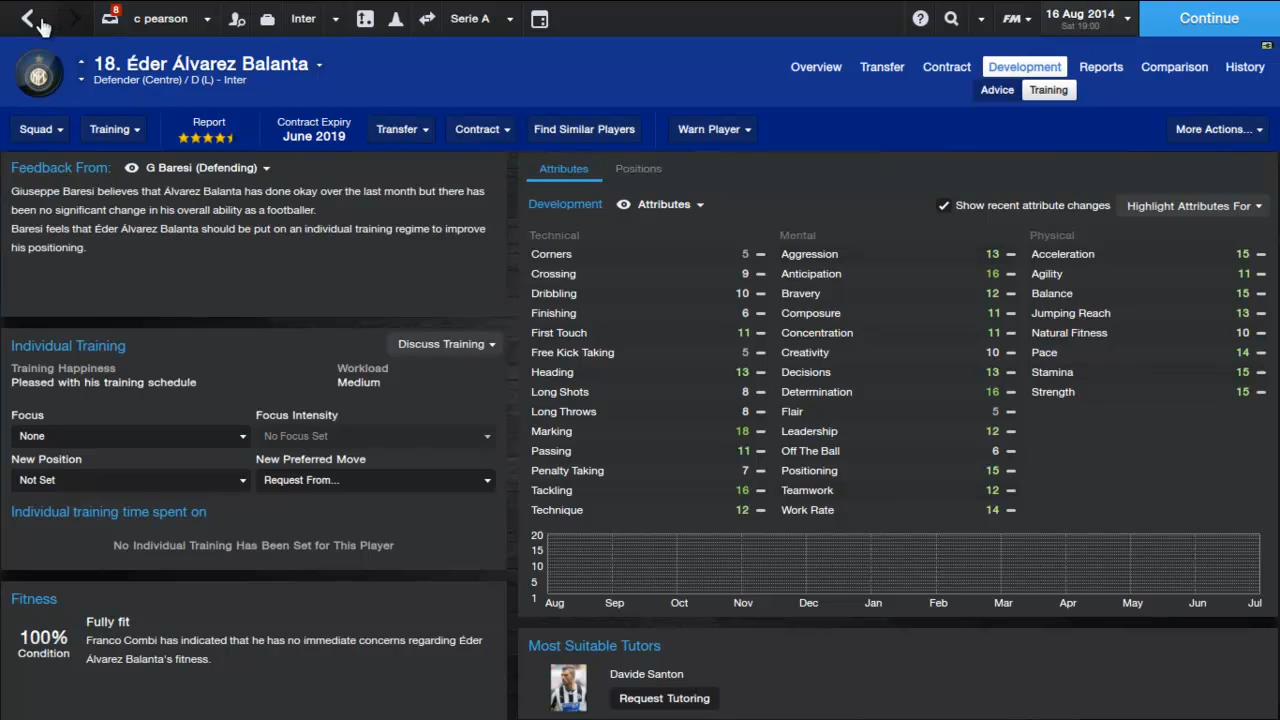 8
c pearson
Inter
Serie A
FM
16 Aug 2014
Sat 19:00
Continue
18. Éder Álvarez Balanta
Defender (Centre) / D (L) - Inter
Overview
Transfer
Contract
Development
Reports
Comparison
History
Advice
Training
Squad
Training
Report
Contract Expiry
June 2019
Transfer
Contract
Find Similar Players
Warn Player
More Actions...
Feedback From:
G Baresi (Defending)
Giuseppe Baresi believes that Álvarez Balanta has done okay over the last month but there has
been no significant change in his overall ability as a footballer.
Baresi feels that Éder Álvarez Balanta should be put on an individual training regime to improve
his positioning.
Individual Training
Discuss Training
Training Happiness
Workload
Pleased with his training schedule
Medium
Focus
Focus Intensity
None
No Focus Set
New Position
New Preferred Move
Not Set
Request From...
Individual training time spent on
No Individual Training Has Been Set for This Player
Fitness
100%
Condition
Fully fit
Franco Combi has indicated that he has no immediate concerns regarding Éder
Álvarez Balanta's fitness.
Attributes
Positions
Development
Attributes
Show recent attribute changes
Highlight Attributes For
Technical
Corners 5
Crossing 9
Dribbling 10
Finishing 6
First Touch 11
Free Kick Taking 5
Heading 13
Long Shots 8
Long Throws 8
Marking 18
Passing 11
Penalty Taking 7
Tackling 16
Technique 12
Mental
Aggression 13
Anticipation 16
Bravery 12
Composure 11
Concentration 11
Creativity 10
Decisions 13
Determination 16
Flair 5
Leadership 12
Off The Ball 6
Positioning 15
Teamwork 12
Work Rate 14
Physical
Acceleration 15
Agility 11
Balance 15
Jumping Reach 13
Natural Fitness 10
Pace 14
Stamina 15
Strength 15
20
15
10
5
1
Aug Sep Oct Nov Dec Jan Feb Mar Apr May Jun Jul
Most Suitable Tutors
Davide Santon
Request Tutoring